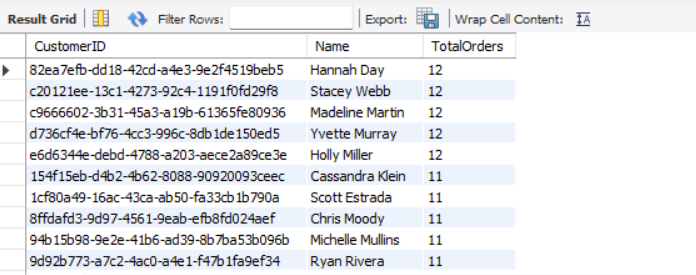 Result Grid Filter Rows: Export: Wrap Cell Content: IA
CustomerID Name TotalOrders
82ea7efb-dd18-42cd-a4e3-9e2f4519beb5 Hannah Day 12
c20121ee-13c1-4273-92c4-1191f0fd29f8 Stacey Webb 12
c9666602-3b31-45a3-a19b-61365fe80936 Madeline Martin 12
d736cf4e-bf76-4cc3-996c-8db1de150ed5 Yvette Murray 12
e6d6344e-debd-4788-a203-aece2a89ce3e Holly Miller 12
154f15eb-d4b2-4b62-8088-90920093ceec Cassandra Klein 11
1cf80a49-16ac-43ca-ab50-fa33cb1b790a Scott Estrada 11
8ffdafd3-9d97-4561-9eab-efb8fd024aef Chris Moody 11
94b15b98-9e2e-41b6-ad39-8b7ba53b096b Michelle Mullins 11
9d92b773-a7c2-4ac0-a4e1-f47b1fa9ef34 Ryan Rivera 11